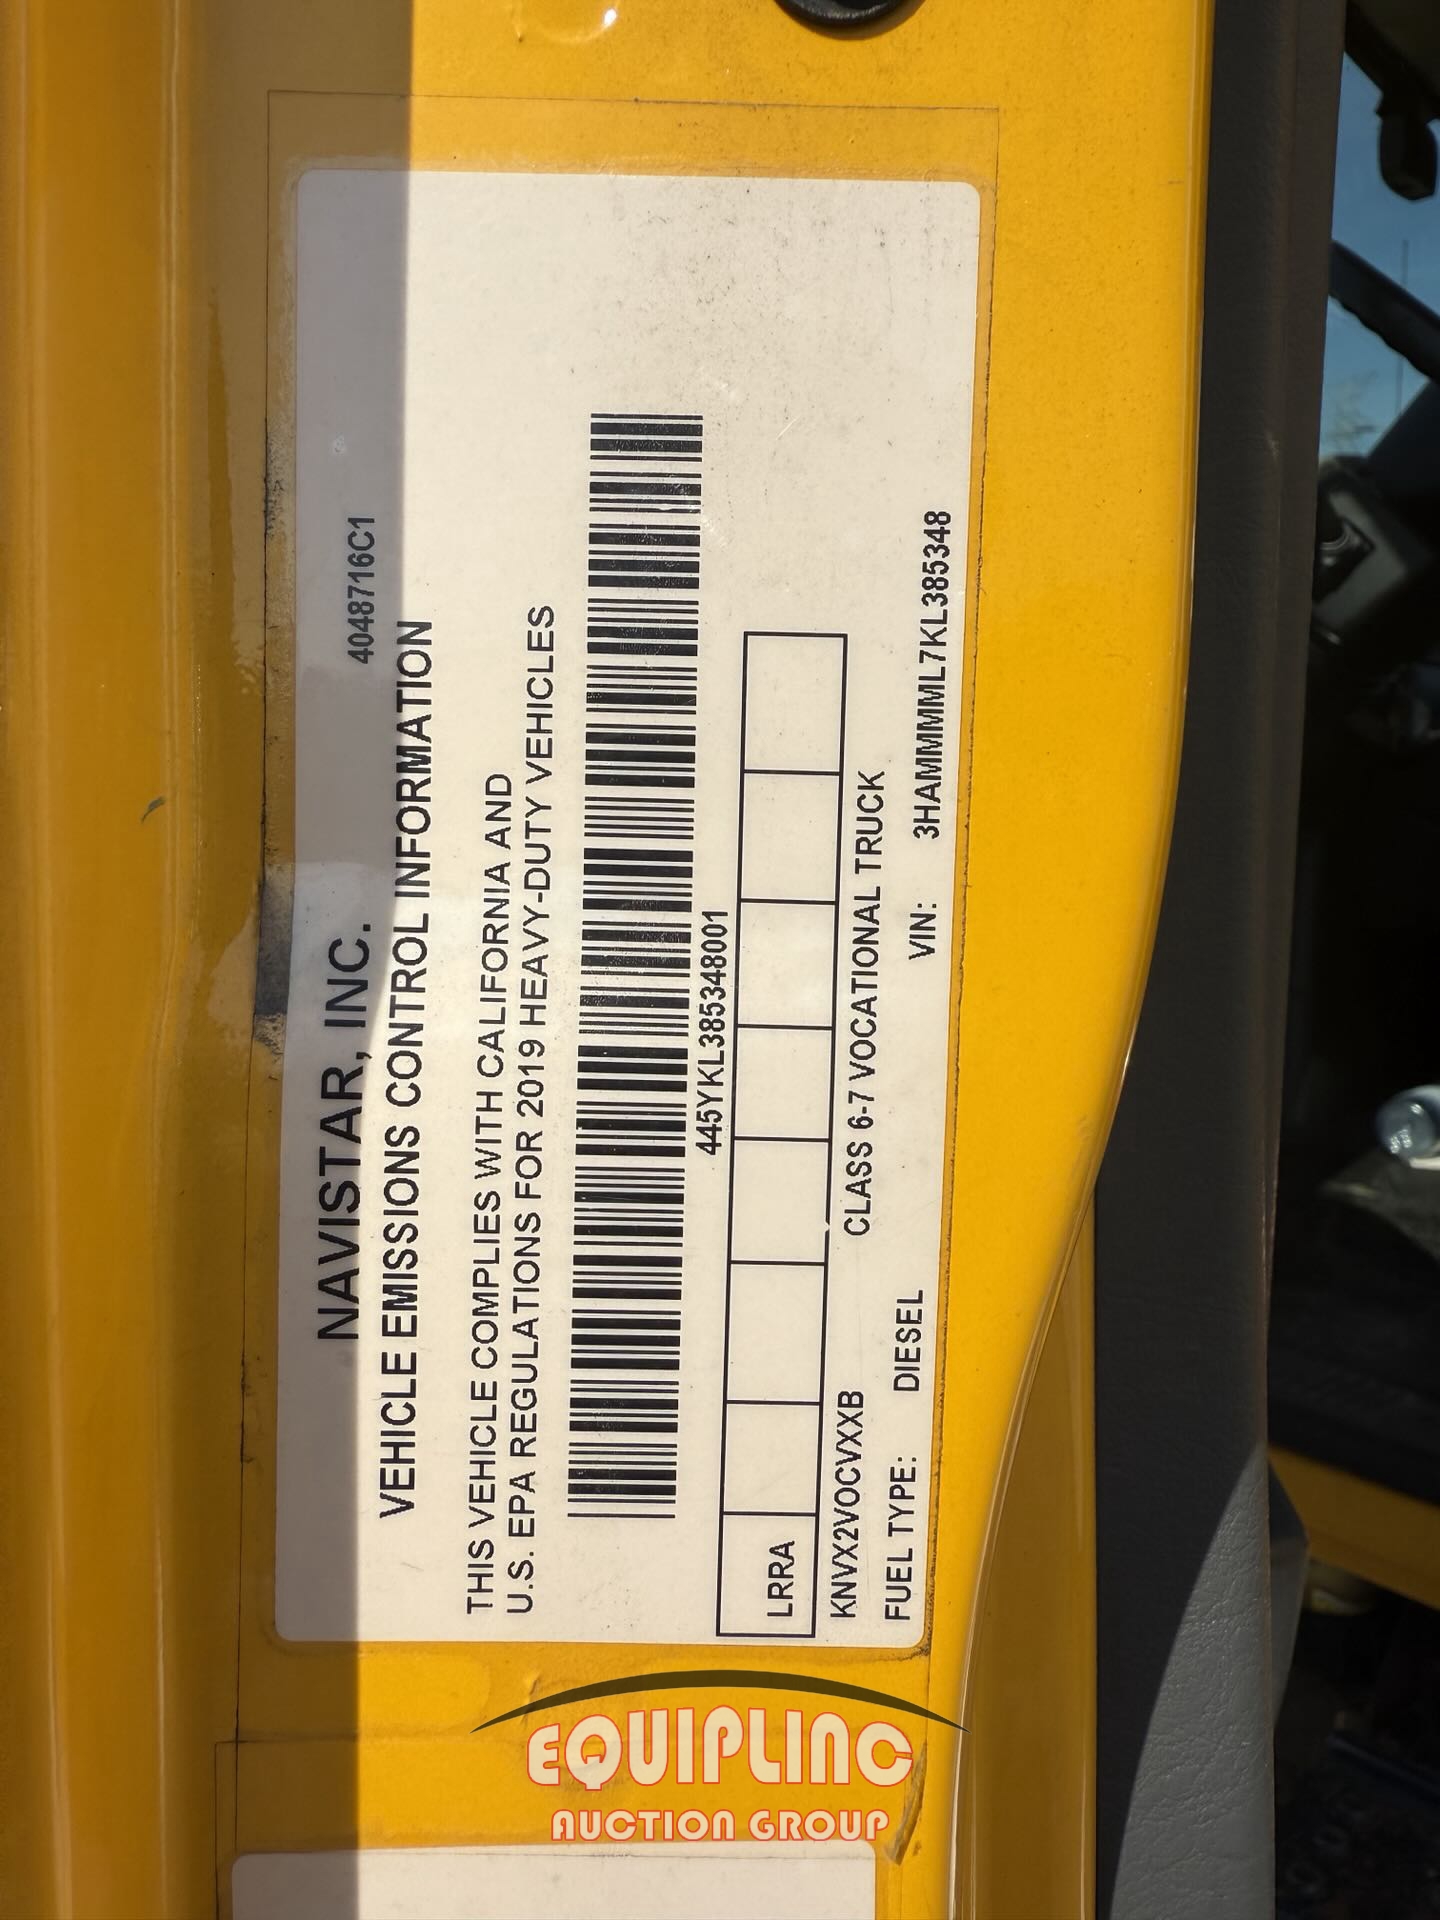 4048716C1
NAVISTAR, INC.
VEHICLE EMISSIONS CONTROL INFORMATION
THIS VEHICLE COMPLIES WITH CALIFORNIA AND
U.S. EPA REGULATIONS FOR 2019 HEAVY-DUTY VEHICLES
445YKL385348001
LRRA
KNVX2VOCVXXB CLASS 6-7 VOCATIONAL TRUCK
FUEL TYPE: DIESEL VIN: 3HAMMMML7KL385348
EQUIPLINC
AUCTION GROUP